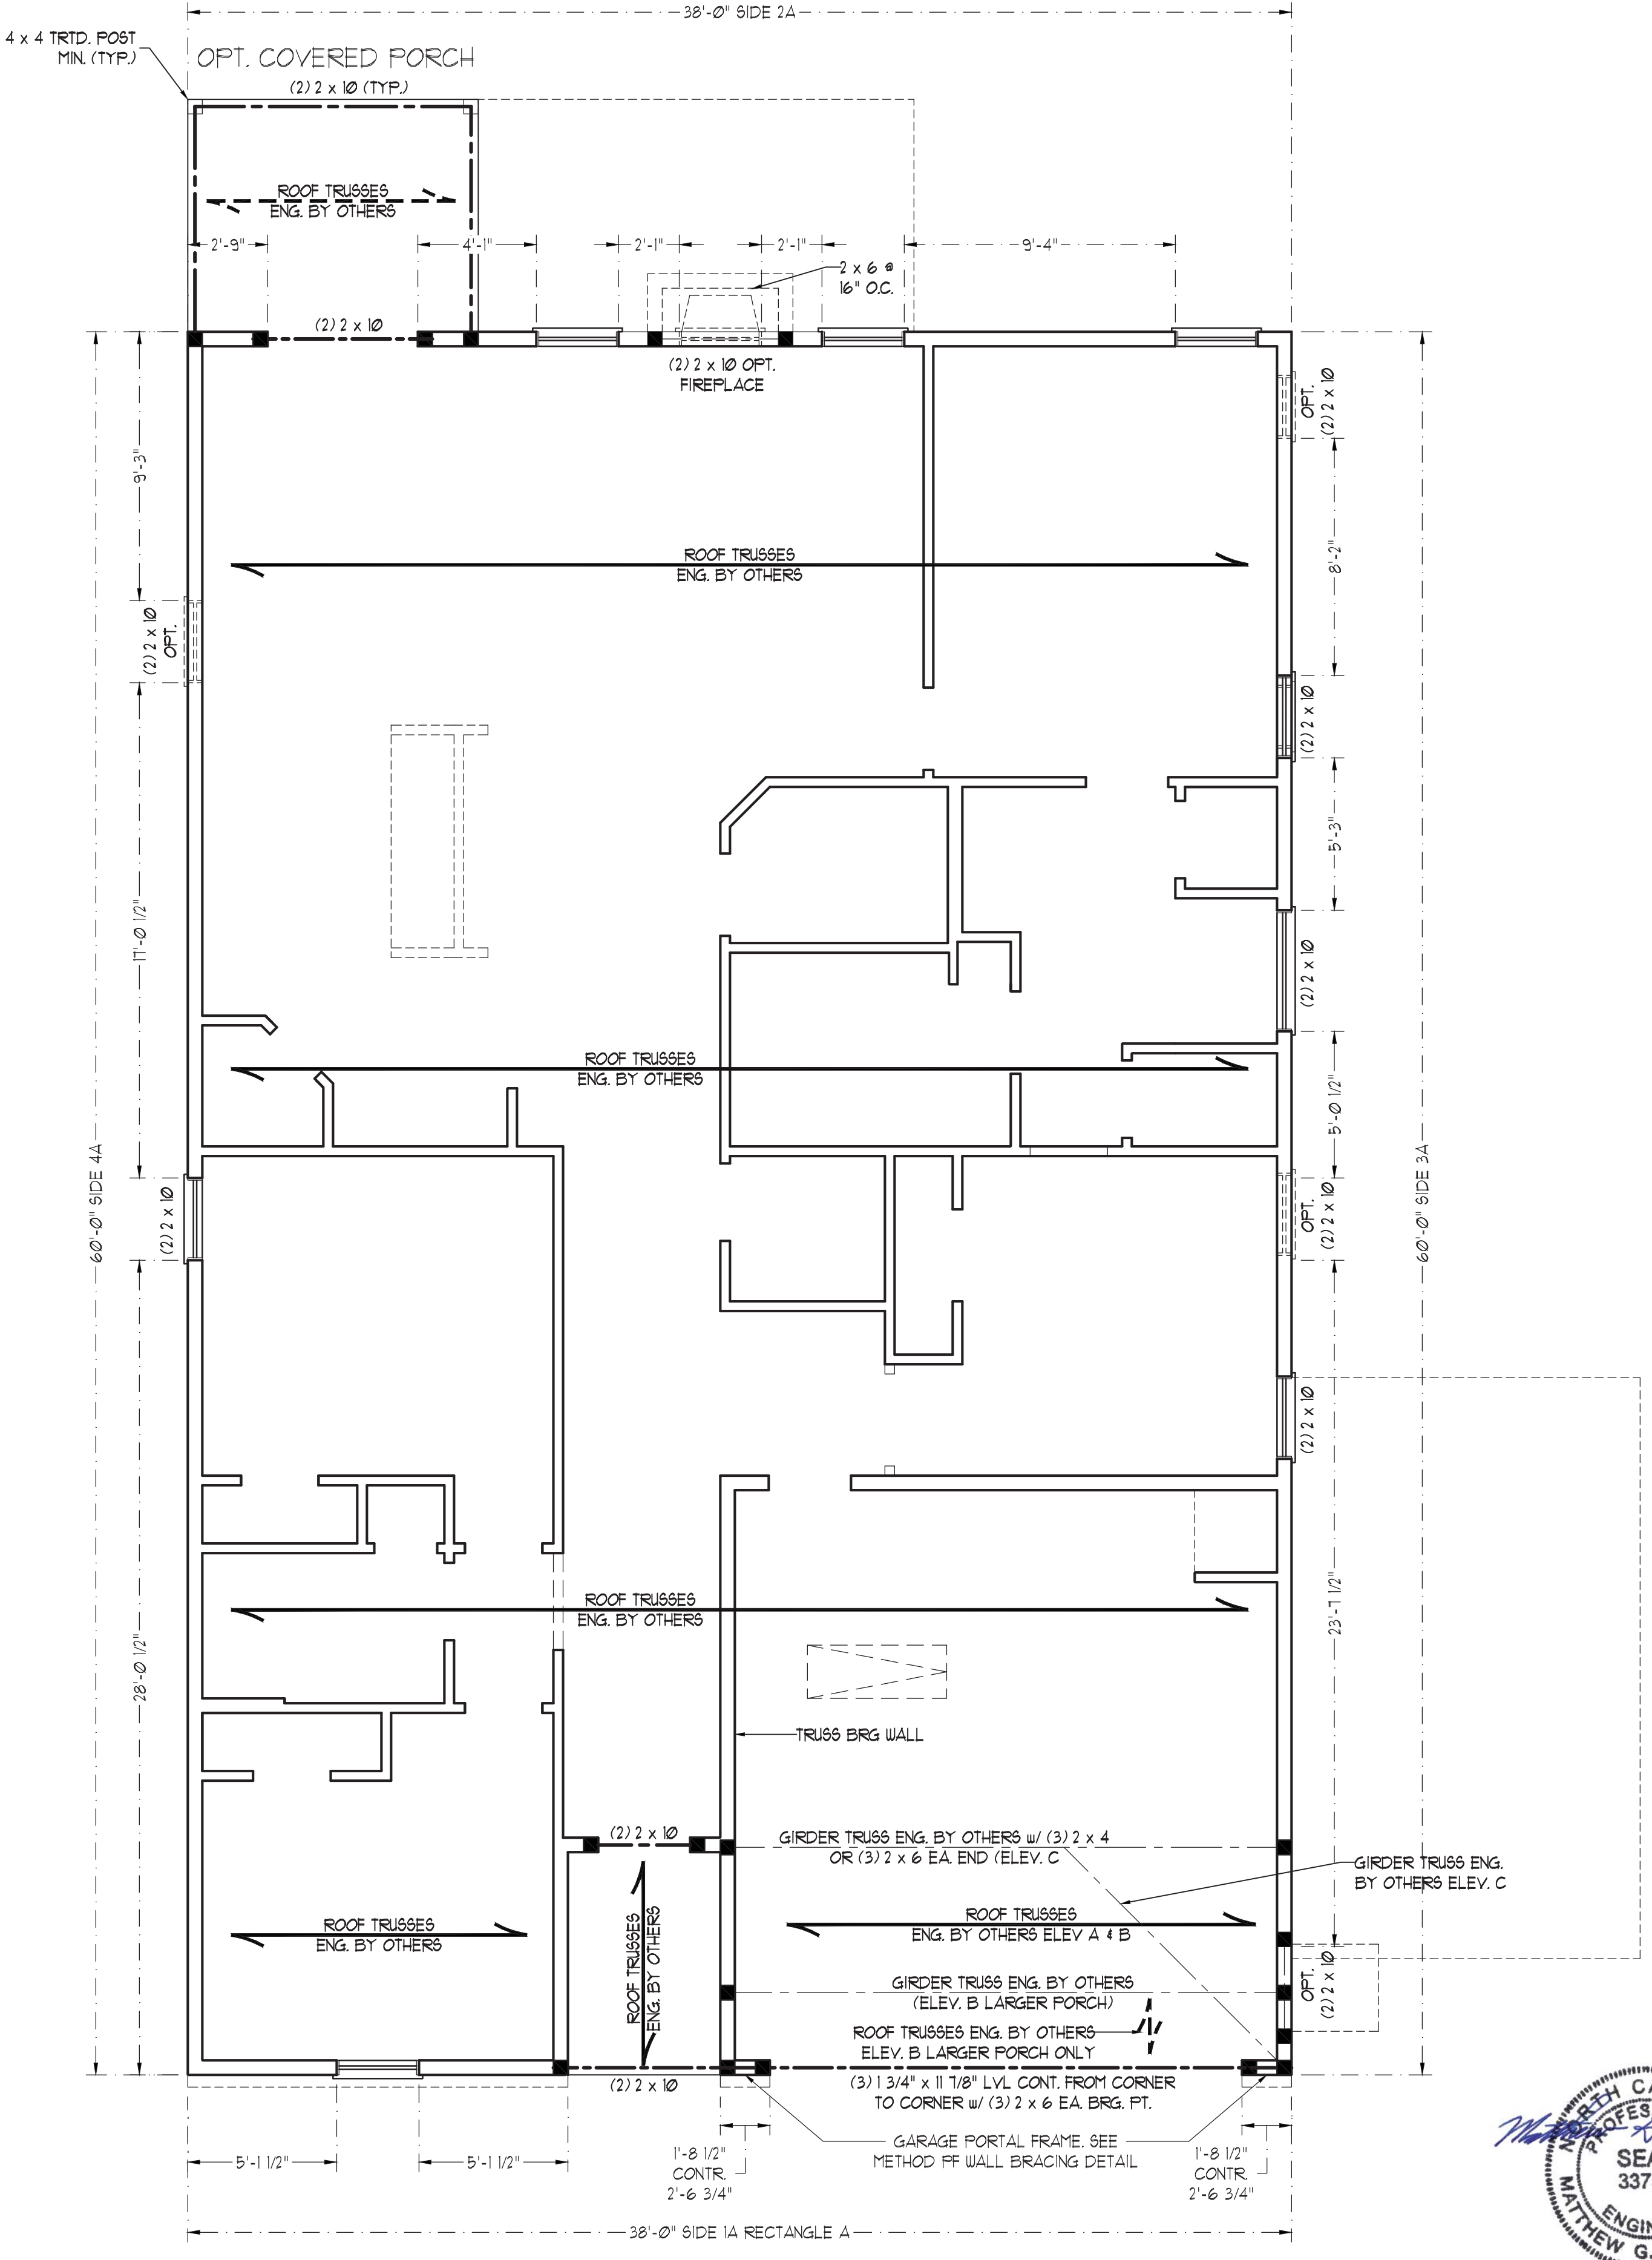 38'-0" SIDE 2A
4 x 4 TRTD. POST
MIN. (TYP.)
OPT. COVERED PORCH
(2) 2 x 10 (TYP.)
ROOF TRUSSES
ENG. BY OTHERS
2'-9"
4'-1"
2'-1"
2'-1"
9'-4"
2 x 6 @
16" O.C.
(2) 2 x 10
(2) 2 x 10 OPT.
FIREPLACE
OPT.
(2) 2 x 10
9'-3"
8'-2"
ROOF TRUSSES
ENG. BY OTHERS
(2) 2 x 10
OPT.
(2) 2 x 10
5'-3"
17'-0 1/2"
(2) 2 x 10
ROOF TRUSSES
ENG. BY OTHERS
5'-0 1/2"
60'-0" SIDE 4A
60'-0" SIDE 3A
(2) 2 x 10
OPT.
(2) 2 x 10
(2) 2 x 10
28'-0 1/2"
ROOF TRUSSES
ENG. BY OTHERS
23'-7 1/2"
TRUSS BRG WALL
(2) 2 x 10
GIRDER TRUSS ENG. BY OTHERS w/ (3) 2 x 4
OR (3) 2 x 6 EA. END (ELEV. C
GIRDER TRUSS ENG.
BY OTHERS ELEV. C
ROOF TRUSSES
ENG. BY OTHERS
ROOF TRUSSES
ENG. BY OTHERS
ROOF TRUSSES
ENG. BY OTHERS ELEV A & B
GIRDER TRUSS ENG. BY OTHERS
(ELEV. B LARGER PORCH)
OPT.
(2) 2 x 10
ROOF TRUSSES ENG. BY OTHERS
ELEV. B LARGER PORCH ONLY
(2) 2 x 10
(3) 1 3/4" x 11 7/8" LVL CONT. FROM CORNER
TO CORNER w/ (3) 2 x 6 EA. BRG. PT.
GARAGE PORTAL FRAME. SEE
METHOD PF WALL BRACING DETAIL
5'-1 1/2"
5'-1 1/2"
1'-8 1/2"
CONTR.
2'-6 3/4"
1'-8 1/2"
CONTR.
2'-6 3/4"
38'-0" SIDE 1A RECTANGLE A
NORTH CA
PROFES
SEA
337
ENGIN
MATTHEW G